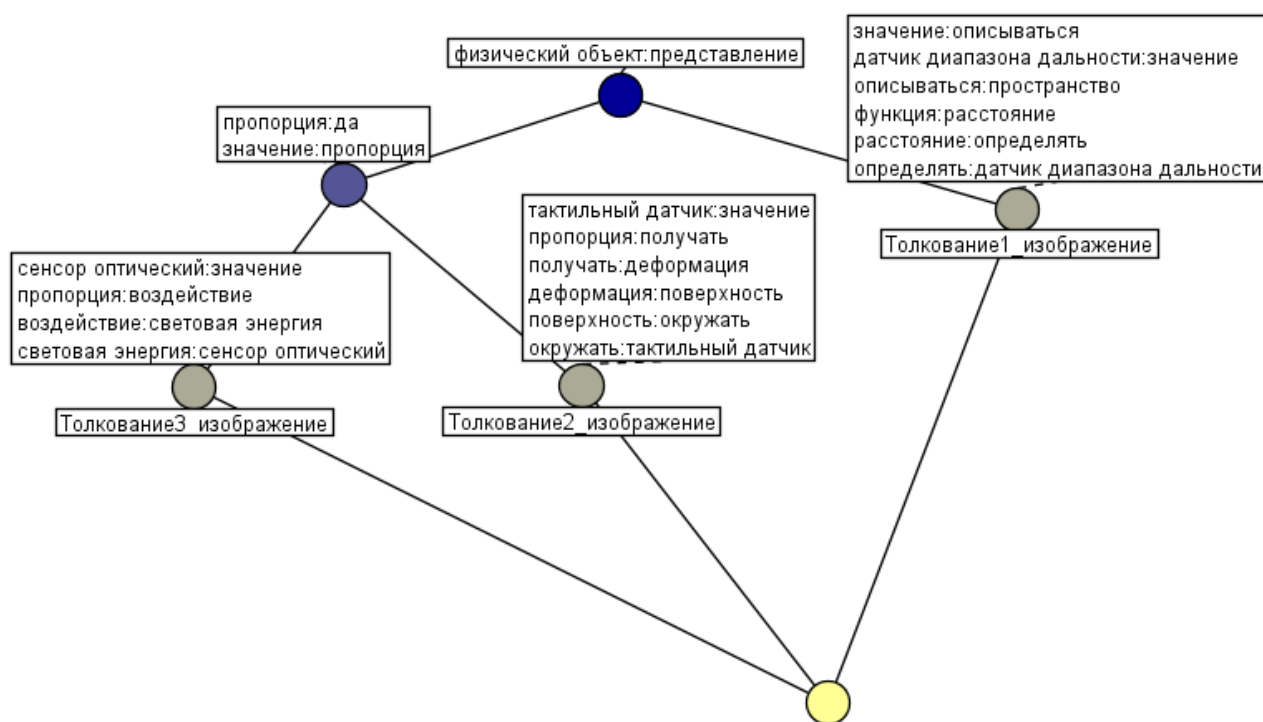 физический объект:представление
значение:описываться
датчик диапазона дальности:значение
описываться:пространство
функция:расстояние
расстояние:определять
определять:датчик диапазона дальности
пропорция:да
значение:пропорция
тактильный датчик:значение
пропорция:получать
получать:деформация
деформация:поверхность
поверхность:окружать
окружать:тактильный датчик
Толкование1_изображение
сенсор оптический:значение
пропорция:воздействие
воздействие:световая энергия
световая энергия:сенсор оптический
Толкование3_изображение
Толкование2_изображение